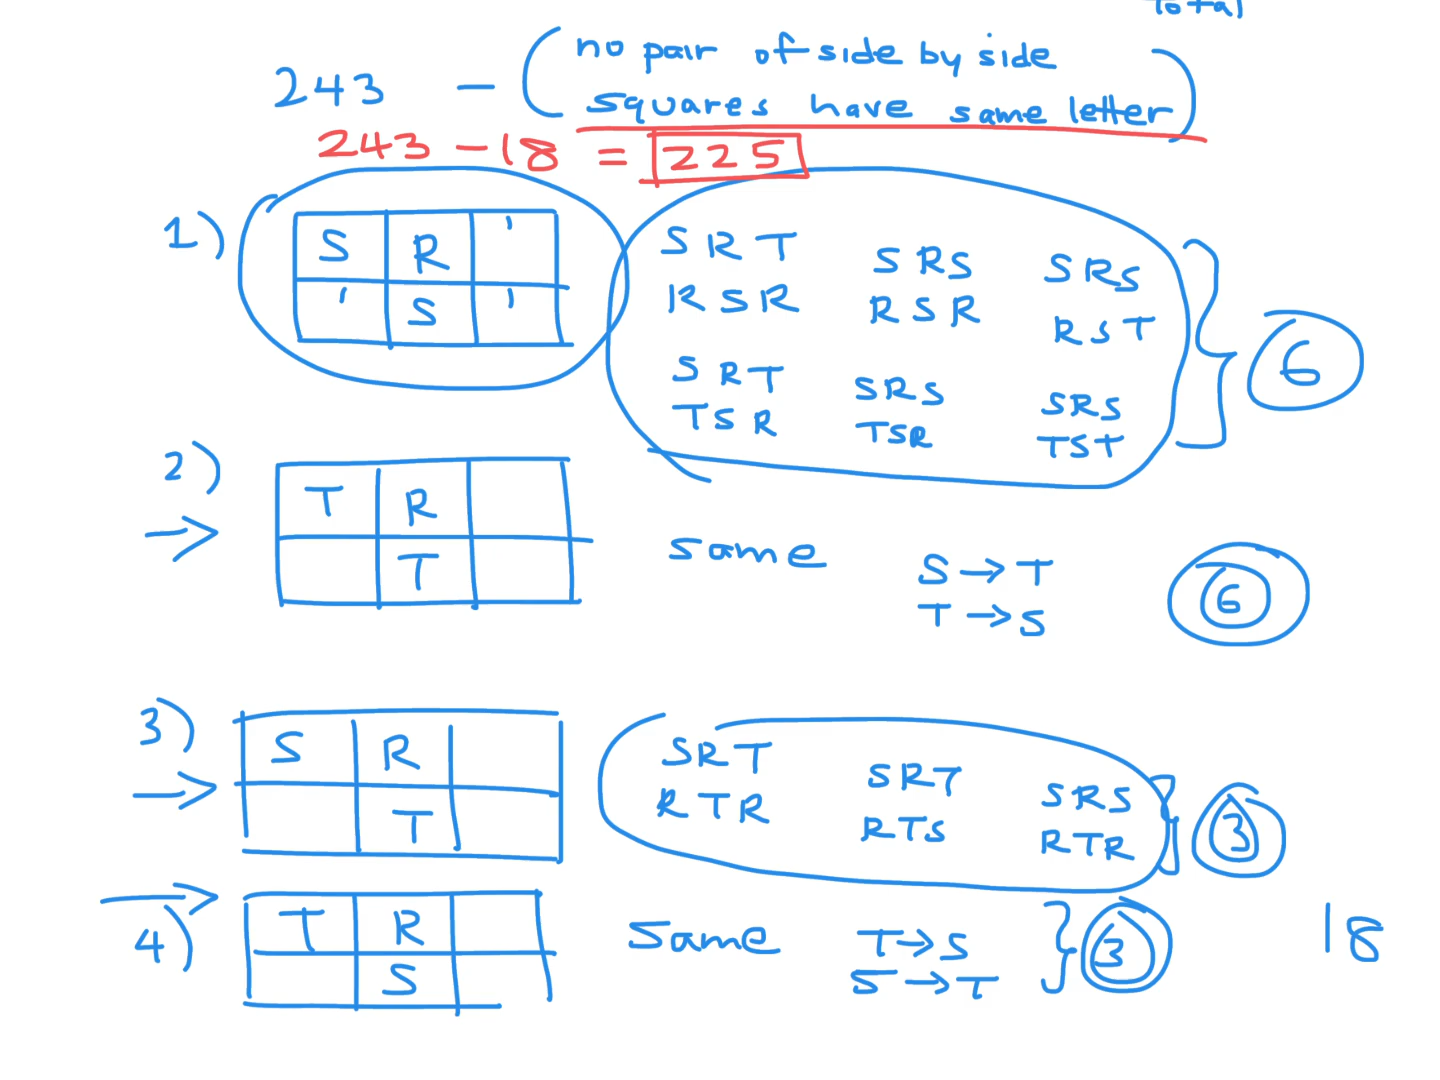 Total
243 - (no pair of side by side
squares have same letter)
243 - 18 = 225
1)
S R '
' S '
SRT SRS SRS
RSR RSR RST
SRT SRS SRS
TSR TSR TST
6
2)
→
T R
T
same
S → T
T → S
6
3)
→
S R
T
SRT SRT SRS
RTR RTS RTR
3
→
4)
T R
S
same
T → S
S → T
3
18